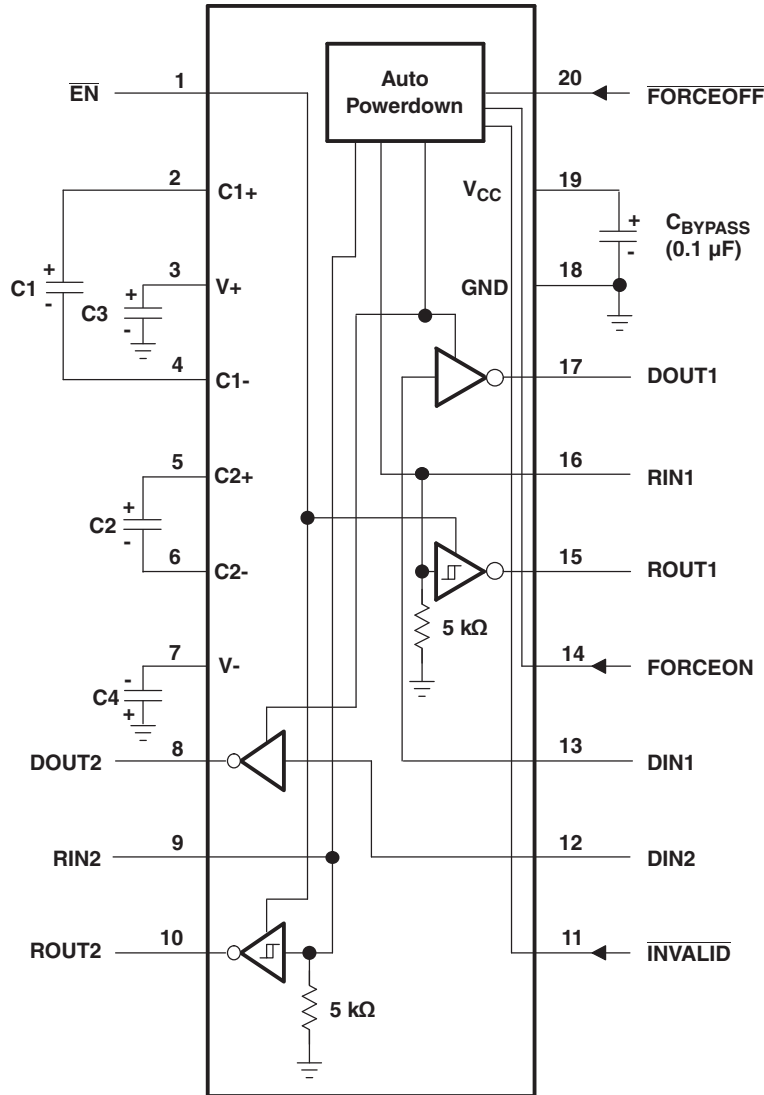 Auto
Powerdown
EN
1
20
FORCEOFF
2
C1+
VCC
19
+
CBYPASS
(0.1 µF)
-
C1
+
-
3
V+
C3
+
-
GND
18
4
C1-
17
DOUT1
5
C2+
16
RIN1
C2
+
-
6
C2-
15
ROUT1
5 kΩ
7
V-
14
FORCEON
C4
-
+
DOUT2
8
13
DIN1
RIN2
9
12
DIN2
ROUT2
10
11
INVALID
5 kΩ